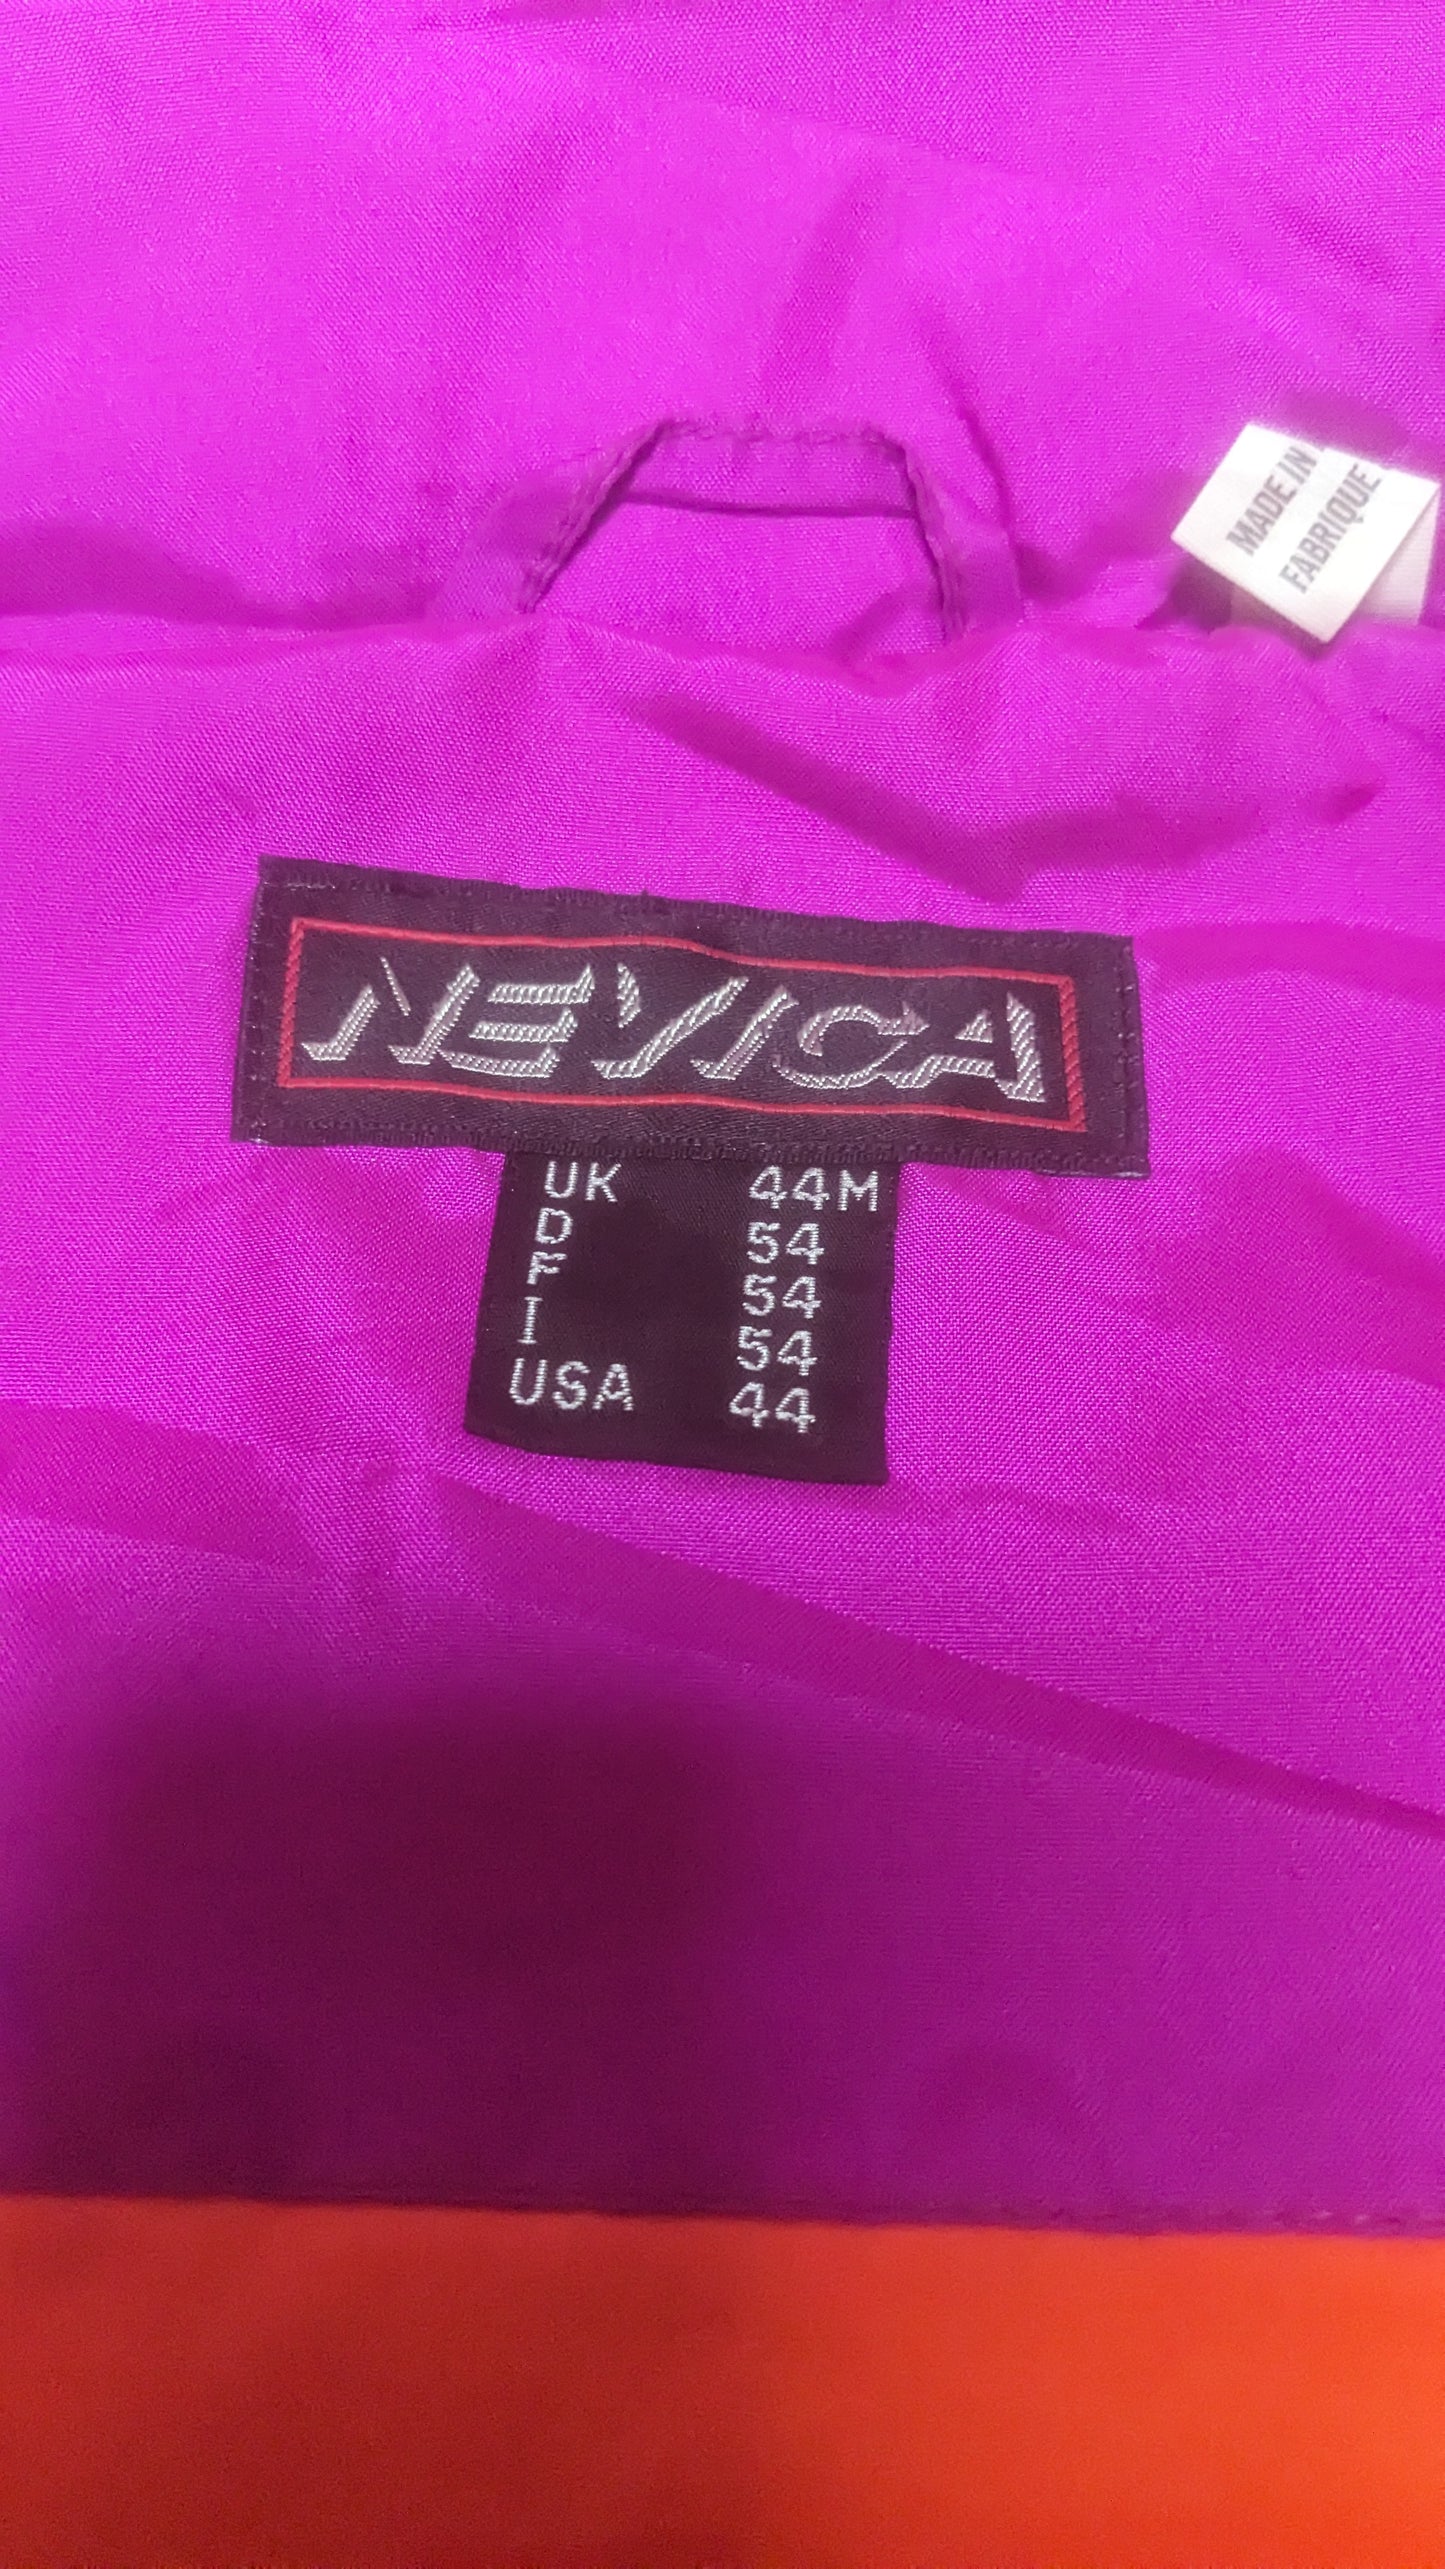 MADE IN
FABRIQUE
NEVICA
UK 44M
D 54
F 54
I 54
USA 44